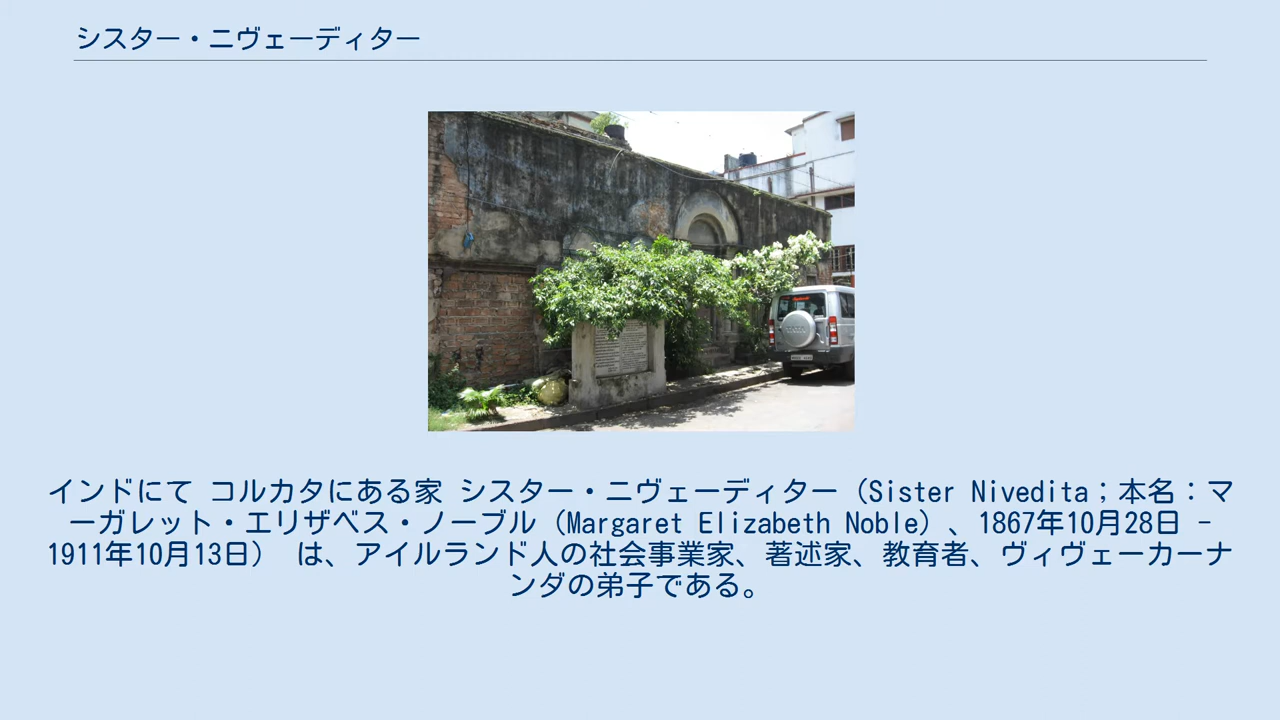 シスター・ニヴェーディター
インドにて コルカタにある家 シスター・ニヴェーディター（Sister Nivedita；本名：マ
ーガレット・エリザベス・ノーブル（Margaret Elizabeth Noble）、1867年10月28日 –
1911年10月13日） は、アイルランド人の社会事業家、著述家、教育者、ヴィヴェーカーナ
ンダの弟子である。